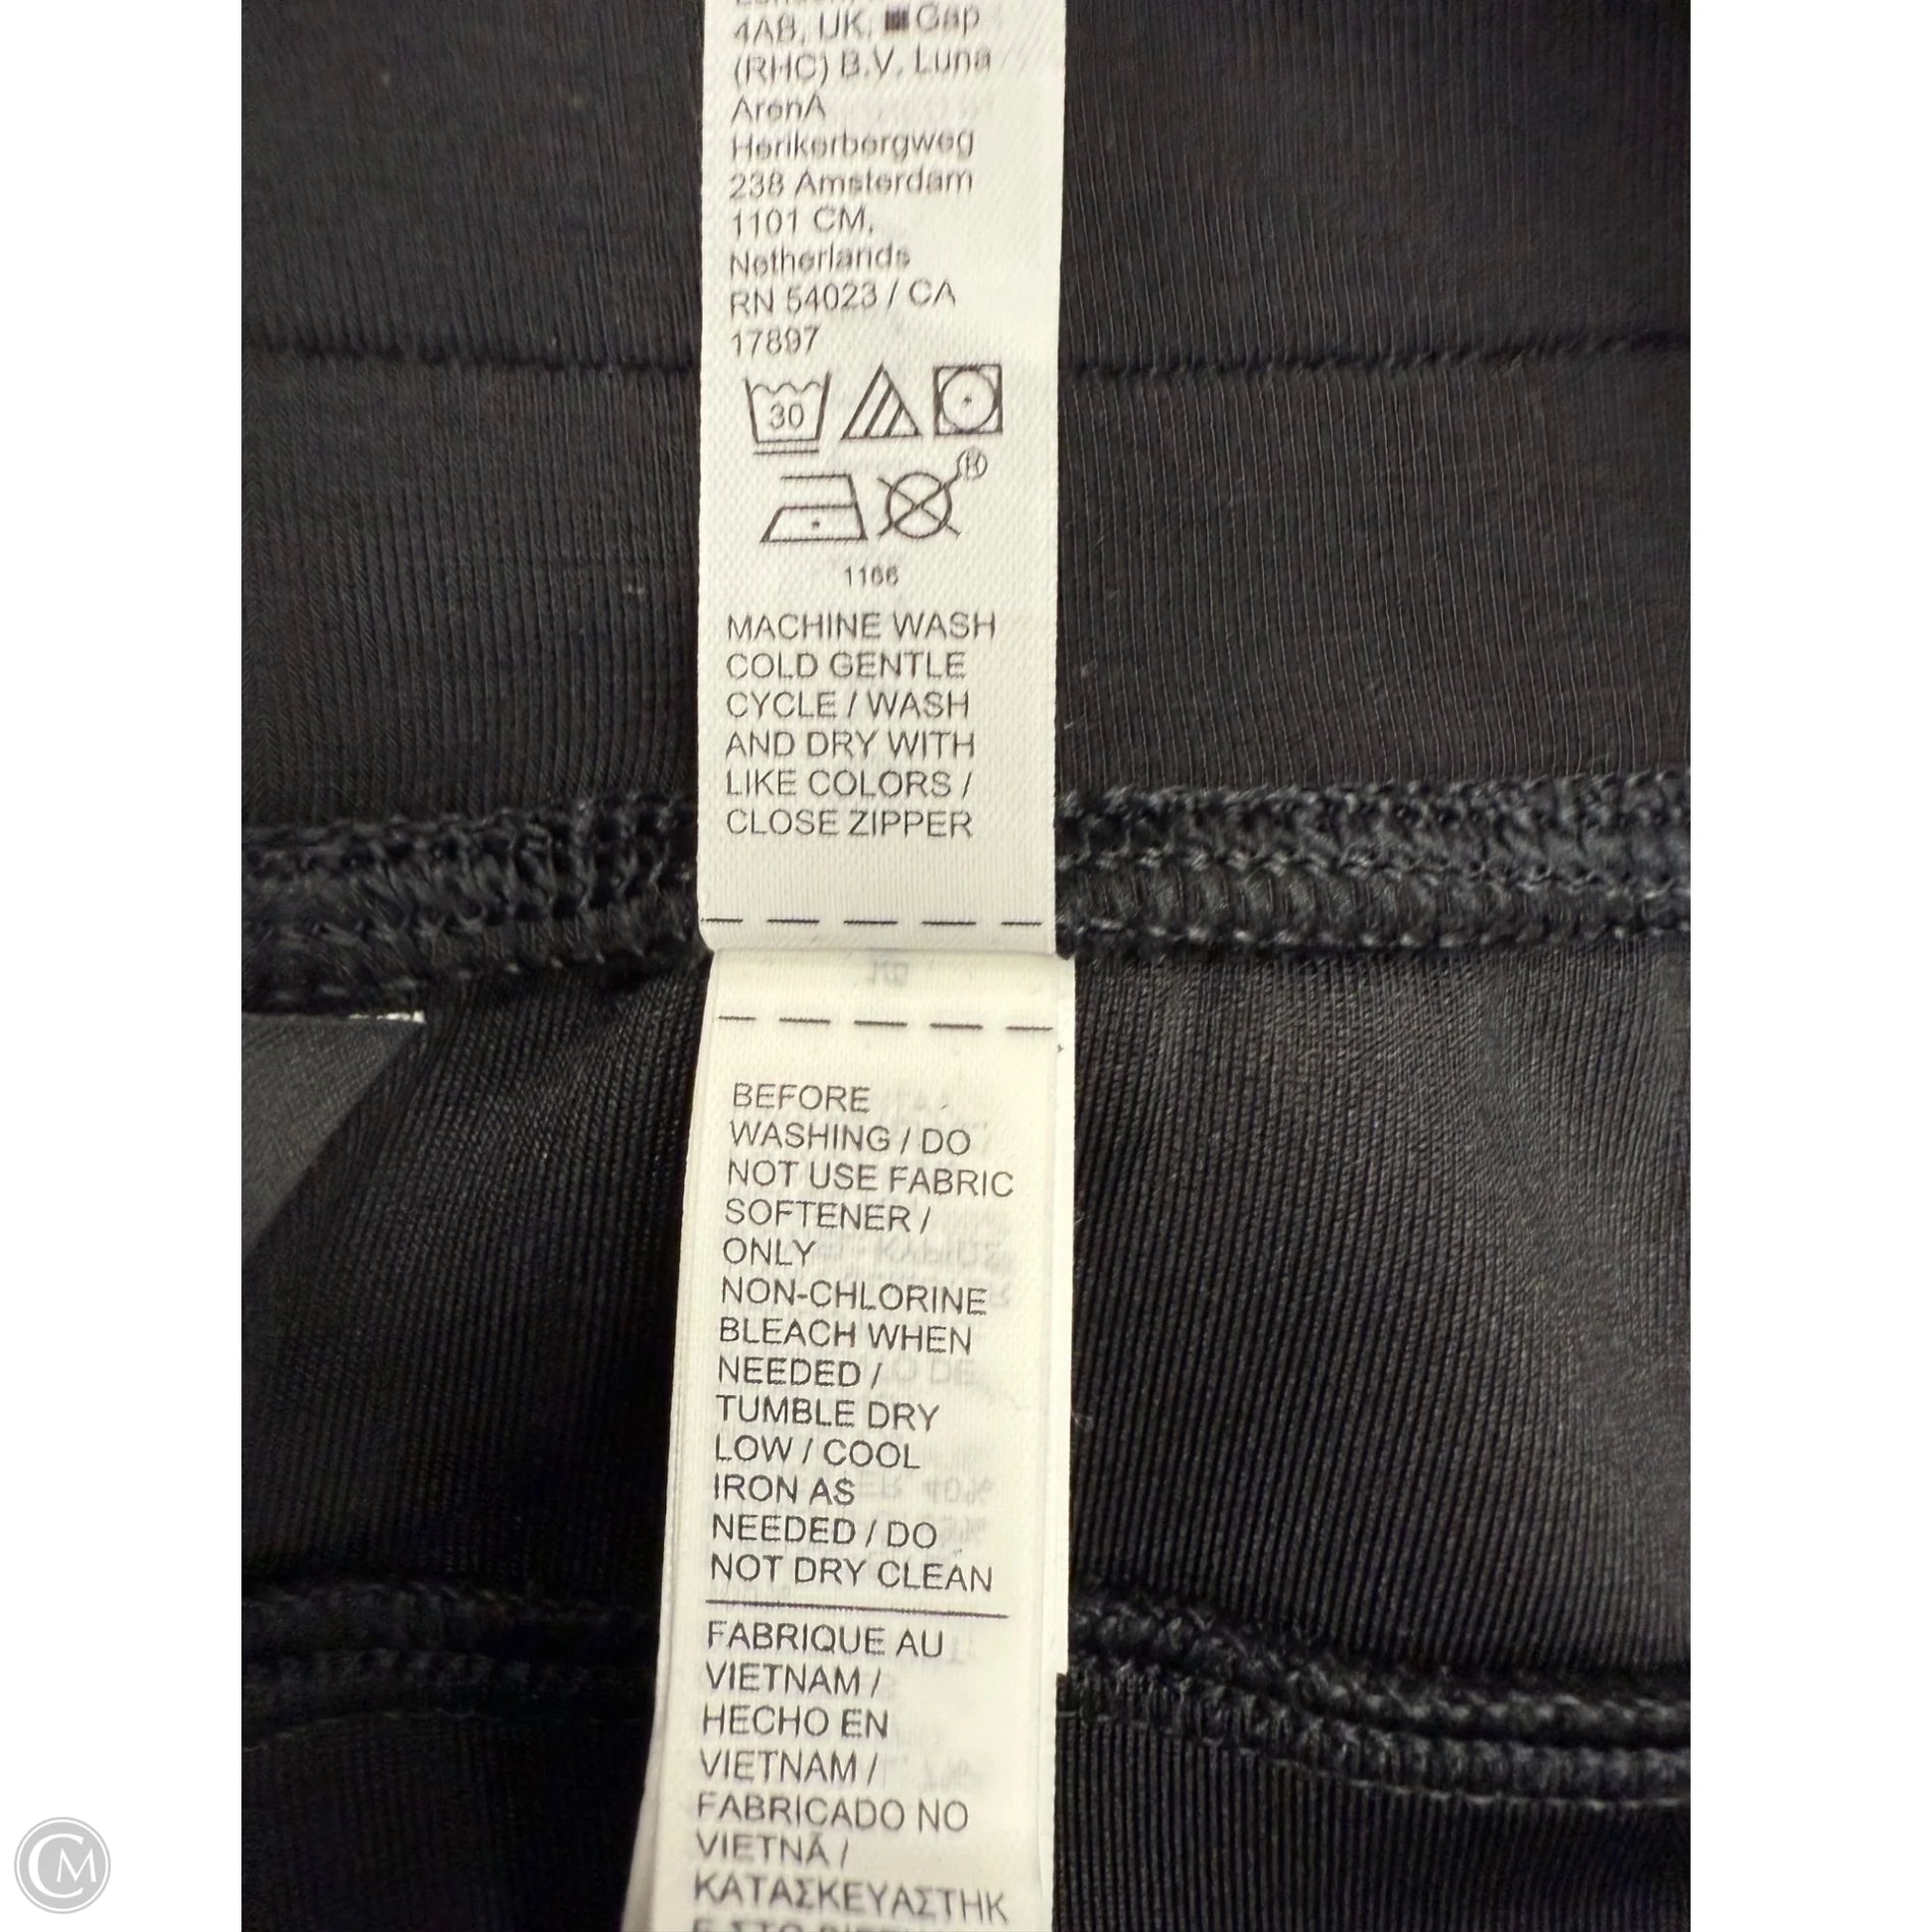 4AB, UK, Gap
(RHC) B.V. Luna
ArenA
Herikerbergweg
238 Amsterdam
1101 CM,
Netherlands
RN 54023 / CA
17897
30
1166
MACHINE WASH
COLD GENTLE
CYCLE / WASH
AND DRY WITH
LIKE COLORS /
CLOSE ZIPPER
BEFORE
WASHING / DO
NOT USE FABRIC
SOFTENER /
ONLY
NON-CHLORINE
BLEACH WHEN
NEEDED /
TUMBLE DRY
LOW / COOL
IRON AS
NEEDED / DO
NOT DRY CLEAN
FABRIQUE AU
VIETNAM /
HECHO EN
VIETNAM /
FABRICADO NO
VIETNÃ /
ΚΑΤΑΣΚΕΥΑΣΤΗΚ
CM